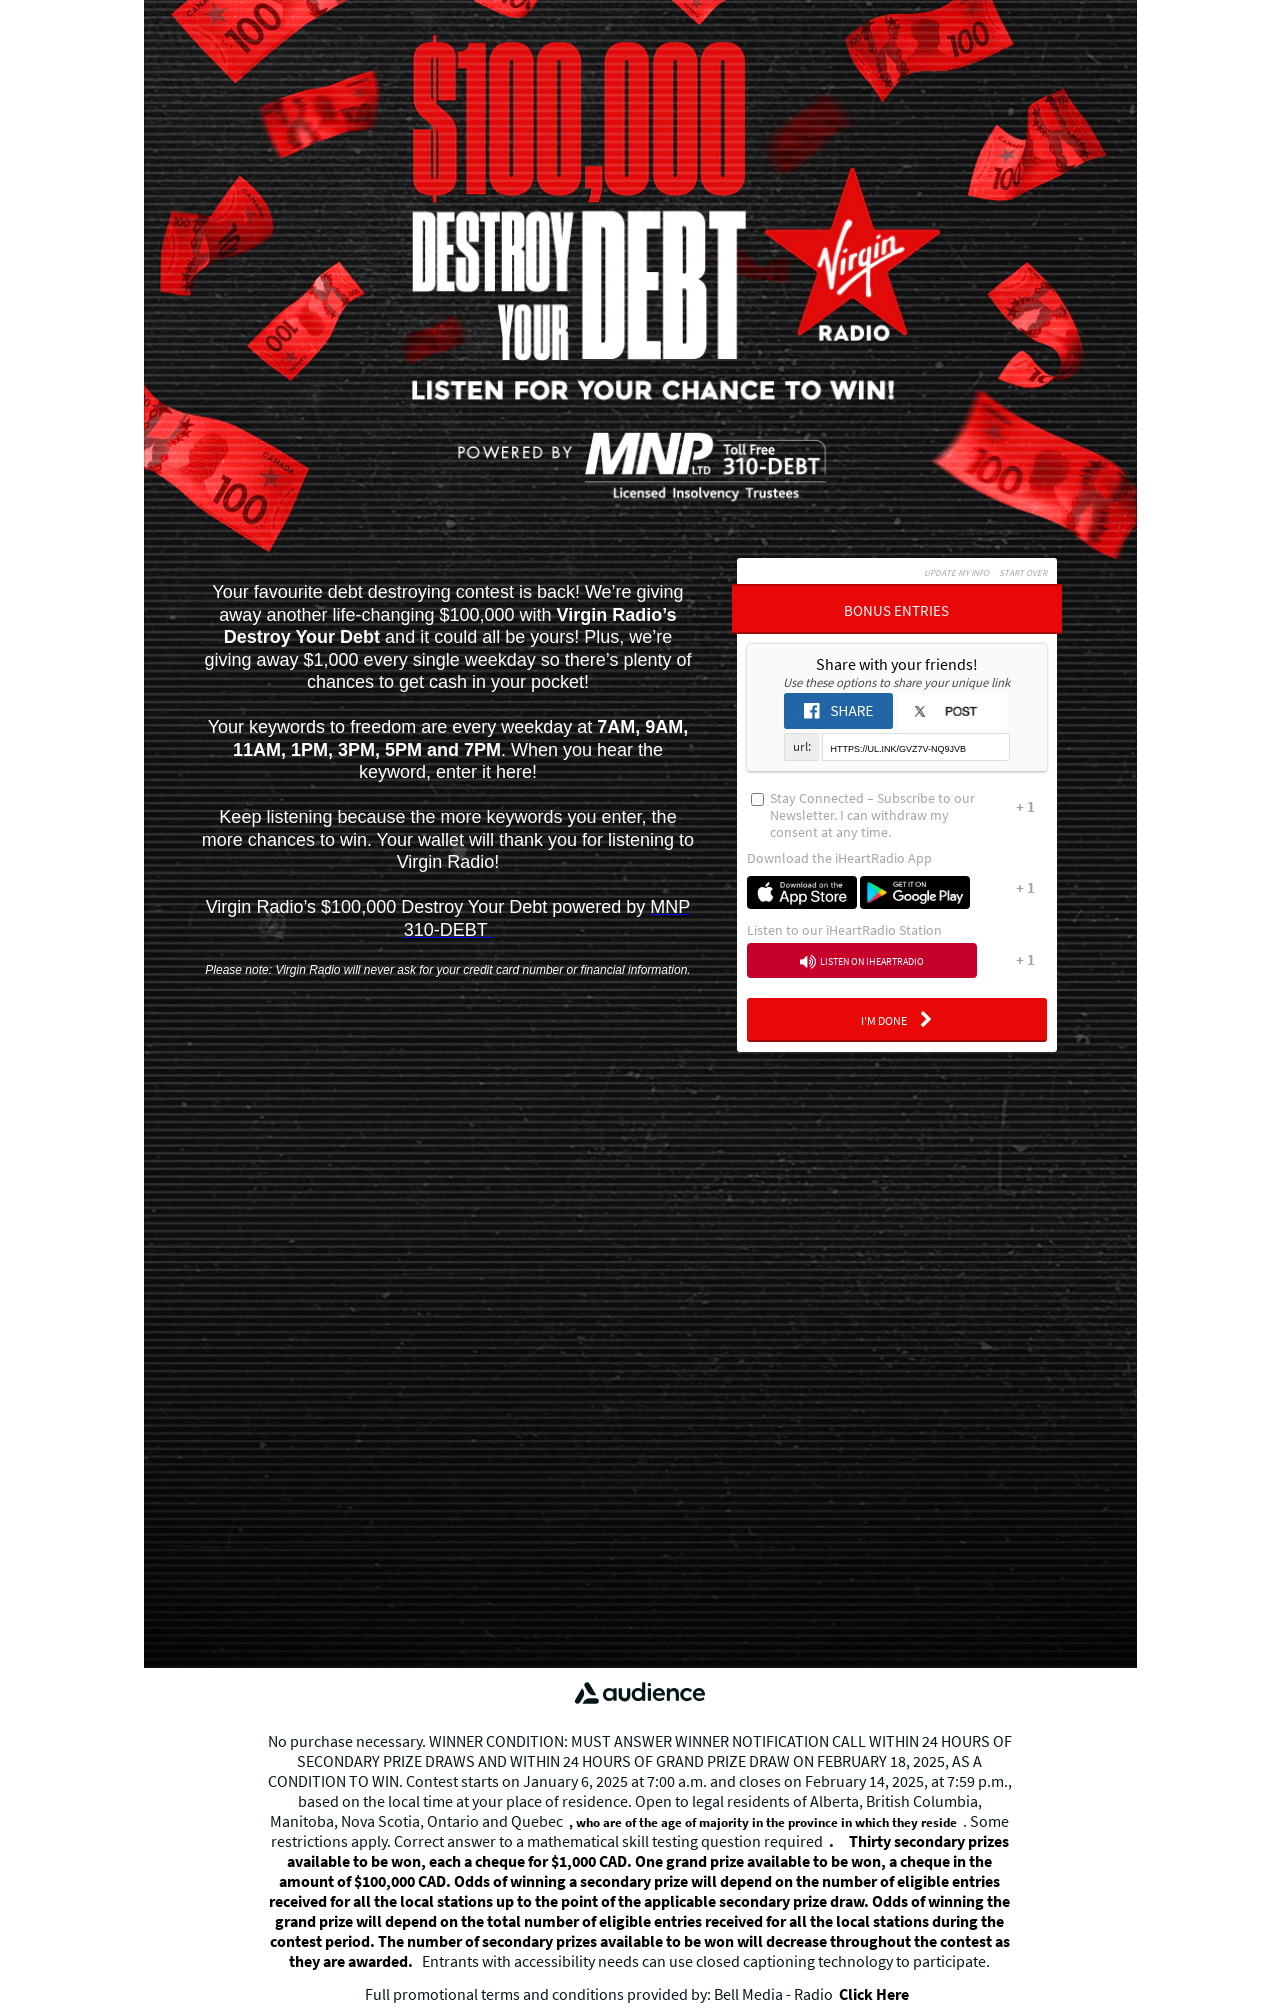 100
100
$100,000
CANADA
100
CANADA
100
DESTROY
YOUR
DEBT
Virgin
RADIO
100
LISTEN FOR YOUR CHANCE TO WIN!
CANADA
100
100
POWERED BY
MNP
LTD
Toll Free
310-DEBT
Licensed Insolvency Trustees
Your favourite debt destroying contest is back! We’re giving
away another life-changing $100,000 with Virgin Radio’s
Destroy Your Debt and it could all be yours! Plus, we’re
giving away $1,000 every single weekday so there’s plenty of
chances to get cash in your pocket!
Your keywords to freedom are every weekday at 7AM, 9AM,
11AM, 1PM, 3PM, 5PM and 7PM. When you hear the
keyword, enter it here!
Keep listening because the more keywords you enter, the
more chances to win. Your wallet will thank you for listening to
Virgin Radio!
Virgin Radio’s $100,000 Destroy Your Debt powered by MNP
310-DEBT
Please note: Virgin Radio will never ask for your credit card number or financial information.
UPDATE MY INFO START OVER
BONUS ENTRIES
Share with your friends!
Use these options to share your unique link
SHARE
POST
url:
HTTPS://UL.INK/GVZ7V-NQ9JVB
Stay Connected – Subscribe to our
Newsletter. I can withdraw my
consent at any time.
+ 1
Download the iHeartRadio App
Download on the
App Store
GET IT ON
Google Play
+ 1
Listen to our iHeartRadio Station
LISTEN ON IHEARTRADIO
+ 1
I'M DONE
audience
No purchase necessary. WINNER CONDITION: MUST ANSWER WINNER NOTIFICATION CALL WITHIN 24 HOURS OF
SECONDARY PRIZE DRAWS AND WITHIN 24 HOURS OF GRAND PRIZE DRAW ON FEBRUARY 18, 2025, AS A
CONDITION TO WIN. Contest starts on January 6, 2025 at 7:00 a.m. and closes on February 14, 2025, at 7:59 p.m.,
based on the local time at your place of residence. Open to legal residents of Alberta, British Columbia,
Manitoba, Nova Scotia, Ontario and Quebec , who are of the age of majority in the province in which they reside . Some
restrictions apply. Correct answer to a mathematical skill testing question required . Thirty secondary prizes
available to be won, each a cheque for $1,000 CAD. One grand prize available to be won, a cheque in the
amount of $100,000 CAD. Odds of winning a secondary prize will depend on the number of eligible entries
received for all the local stations up to the point of the applicable secondary prize draw. Odds of winning the
grand prize will depend on the total number of eligible entries received for all the local stations during the
contest period. The number of secondary prizes available to be won will decrease throughout the contest as
they are awarded. Entrants with accessibility needs can use closed captioning technology to participate.
Full promotional terms and conditions provided by: Bell Media - Radio Click Here